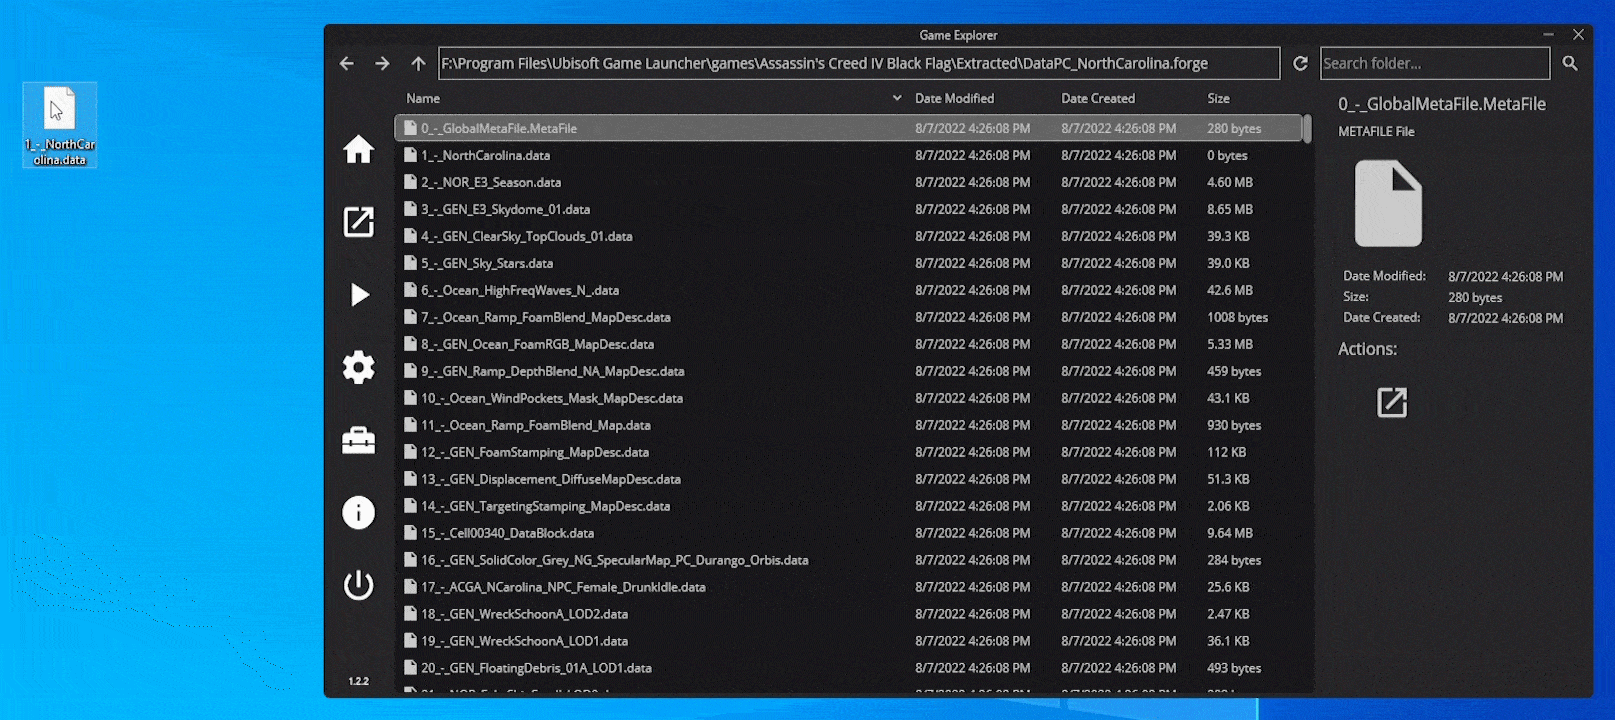 1_-_NorthCar
olina.data
Game Explorer
F:\Program Files\Ubisoft Game Launcher\games\Assassin's Creed IV Black Flag\Extracted\DataPC_NorthCarolina.forge
Search folder...
Name Date Modified Date Created Size
0_-_GlobalMetaFile.MetaFile 8/7/2022 4:26:08 PM 8/7/2022 4:26:08 PM 280 bytes
1_-_NorthCarolina.data 8/7/2022 4:26:08 PM 8/7/2022 4:26:08 PM 0 bytes
2_-_NOR_E3_Season.data 8/7/2022 4:26:08 PM 8/7/2022 4:26:08 PM 4.60 MB
3_-_GEN_E3_Skydome_01.data 8/7/2022 4:26:08 PM 8/7/2022 4:26:08 PM 8.65 MB
4_-_GEN_ClearSky_TopClouds_01.data 8/7/2022 4:26:08 PM 8/7/2022 4:26:08 PM 39.3 KB
5_-_GEN_Sky_Stars.data 8/7/2022 4:26:08 PM 8/7/2022 4:26:08 PM 39.0 KB
6_-_Ocean_HighFreqWaves_N_.data 8/7/2022 4:26:08 PM 8/7/2022 4:26:08 PM 42.6 MB
7_-_Ocean_Ramp_FoamBlend_MapDesc.data 8/7/2022 4:26:08 PM 8/7/2022 4:26:08 PM 1008 bytes
8_-_GEN_Ocean_FoamRGB_MapDesc.data 8/7/2022 4:26:08 PM 8/7/2022 4:26:08 PM 5.33 MB
9_-_GEN_Ramp_DepthBlend_NA_MapDesc.data 8/7/2022 4:26:08 PM 8/7/2022 4:26:08 PM 459 bytes
10_-_Ocean_WindPockets_Mask_MapDesc.data 8/7/2022 4:26:08 PM 8/7/2022 4:26:08 PM 43.1 KB
11_-_Ocean_Ramp_FoamBlend_Map.data 8/7/2022 4:26:08 PM 8/7/2022 4:26:08 PM 930 bytes
12_-_GEN_FoamStamping_MapDesc.data 8/7/2022 4:26:08 PM 8/7/2022 4:26:08 PM 112 KB
13_-_GEN_Displacement_DiffuseMapDesc.data 8/7/2022 4:26:08 PM 8/7/2022 4:26:08 PM 51.3 KB
14_-_GEN_TargetingStamping_MapDesc.data 8/7/2022 4:26:08 PM 8/7/2022 4:26:08 PM 2.06 KB
15_-_Cell00340_DataBlock.data 8/7/2022 4:26:08 PM 8/7/2022 4:26:08 PM 9.64 MB
16_-_GEN_SolidColor_Grey_NG_SpecularMap_PC_Durango_Orbis.data 8/7/2022 4:26:08 PM 8/7/2022 4:26:08 PM 284 bytes
17_-_ACGA_NCarolina_NPC_Female_DrunkIdle.data 8/7/2022 4:26:08 PM 8/7/2022 4:26:08 PM 25.6 KB
18_-_GEN_WreckSchoonA_LOD2.data 8/7/2022 4:26:08 PM 8/7/2022 4:26:08 PM 2.47 KB
19_-_GEN_WreckSchoonA_LOD1.data 8/7/2022 4:26:08 PM 8/7/2022 4:26:08 PM 36.1 KB
20_-_GEN_FloatingDebris_01A_LOD1.data 8/7/2022 4:26:08 PM 8/7/2022 4:26:08 PM 493 bytes
1.2.2
0_-_GlobalMetaFile.MetaFile
METAFILE File
Date Modified: 8/7/2022 4:26:08 PM
Size: 280 bytes
Date Created: 8/7/2022 4:26:08 PM
Actions: